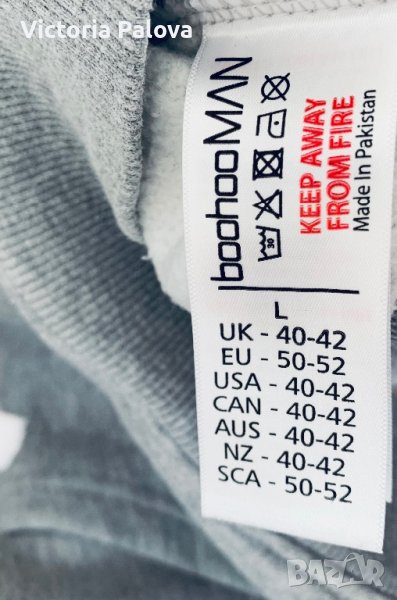 Victoria Palova
boohooMAN
30
KEEP AWAY
FROM FIRE
Made In Pakistan
L
UK - 40-42
EU - 50-52
USA - 40-42
CAN - 40-42
AUS - 40-42
NZ - 40-42
SCA - 50-52
BAZAR